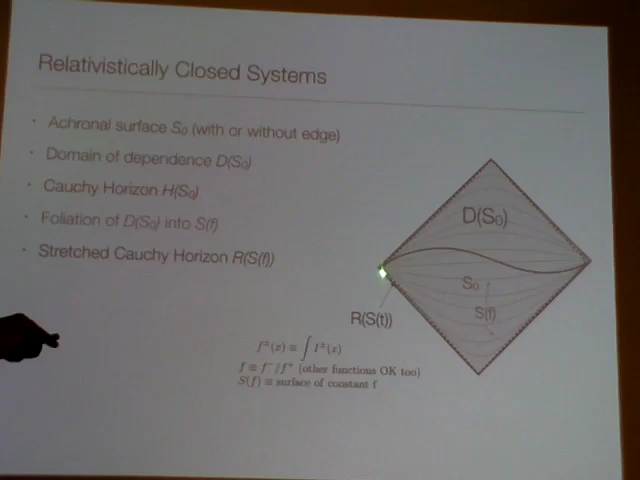 Relativistically Closed Systems
· Achronal surface S₀ (with or without edge)
· Domain of dependence D(S₀)
· Cauchy Horizon H(S₀)
· Foliation of D(S₀) into S(f)
· Stretched Cauchy Horizon R(S(f))
D(S₀)
S₀
S(f)
R(S(t))
f±(x) ≡ ∫ I±(x)
f ≡ f⁻/f⁺ (other functions OK too)
S(f) ≡ surface of constant f